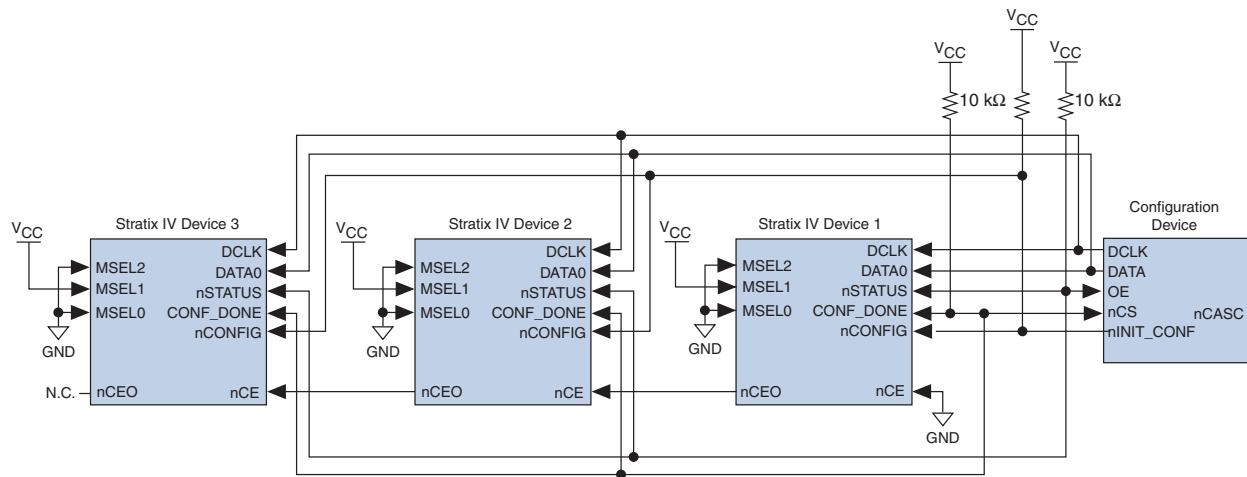 VCC
VCC
VCC
10 kΩ
10 kΩ
Stratix IV Device 3
VCC
MSEL2
MSEL1
MSEL0
GND
DCLK
DATA0
nSTATUS
CONF_DONE
nCONFIG
N.C.
nCEO
nCE
Stratix IV Device 2
VCC
MSEL2
MSEL1
MSEL0
GND
DCLK
DATA0
nSTATUS
CONF_DONE
nCONFIG
nCEO
nCE
Stratix IV Device 1
VCC
MSEL2
MSEL1
MSEL0
GND
DCLK
DATA0
nSTATUS
CONF_DONE
nCONFIG
nCEO
nCE
GND
Configuration
Device
DCLK
DATA
OE
nCS
nCASC
nINIT_CONF